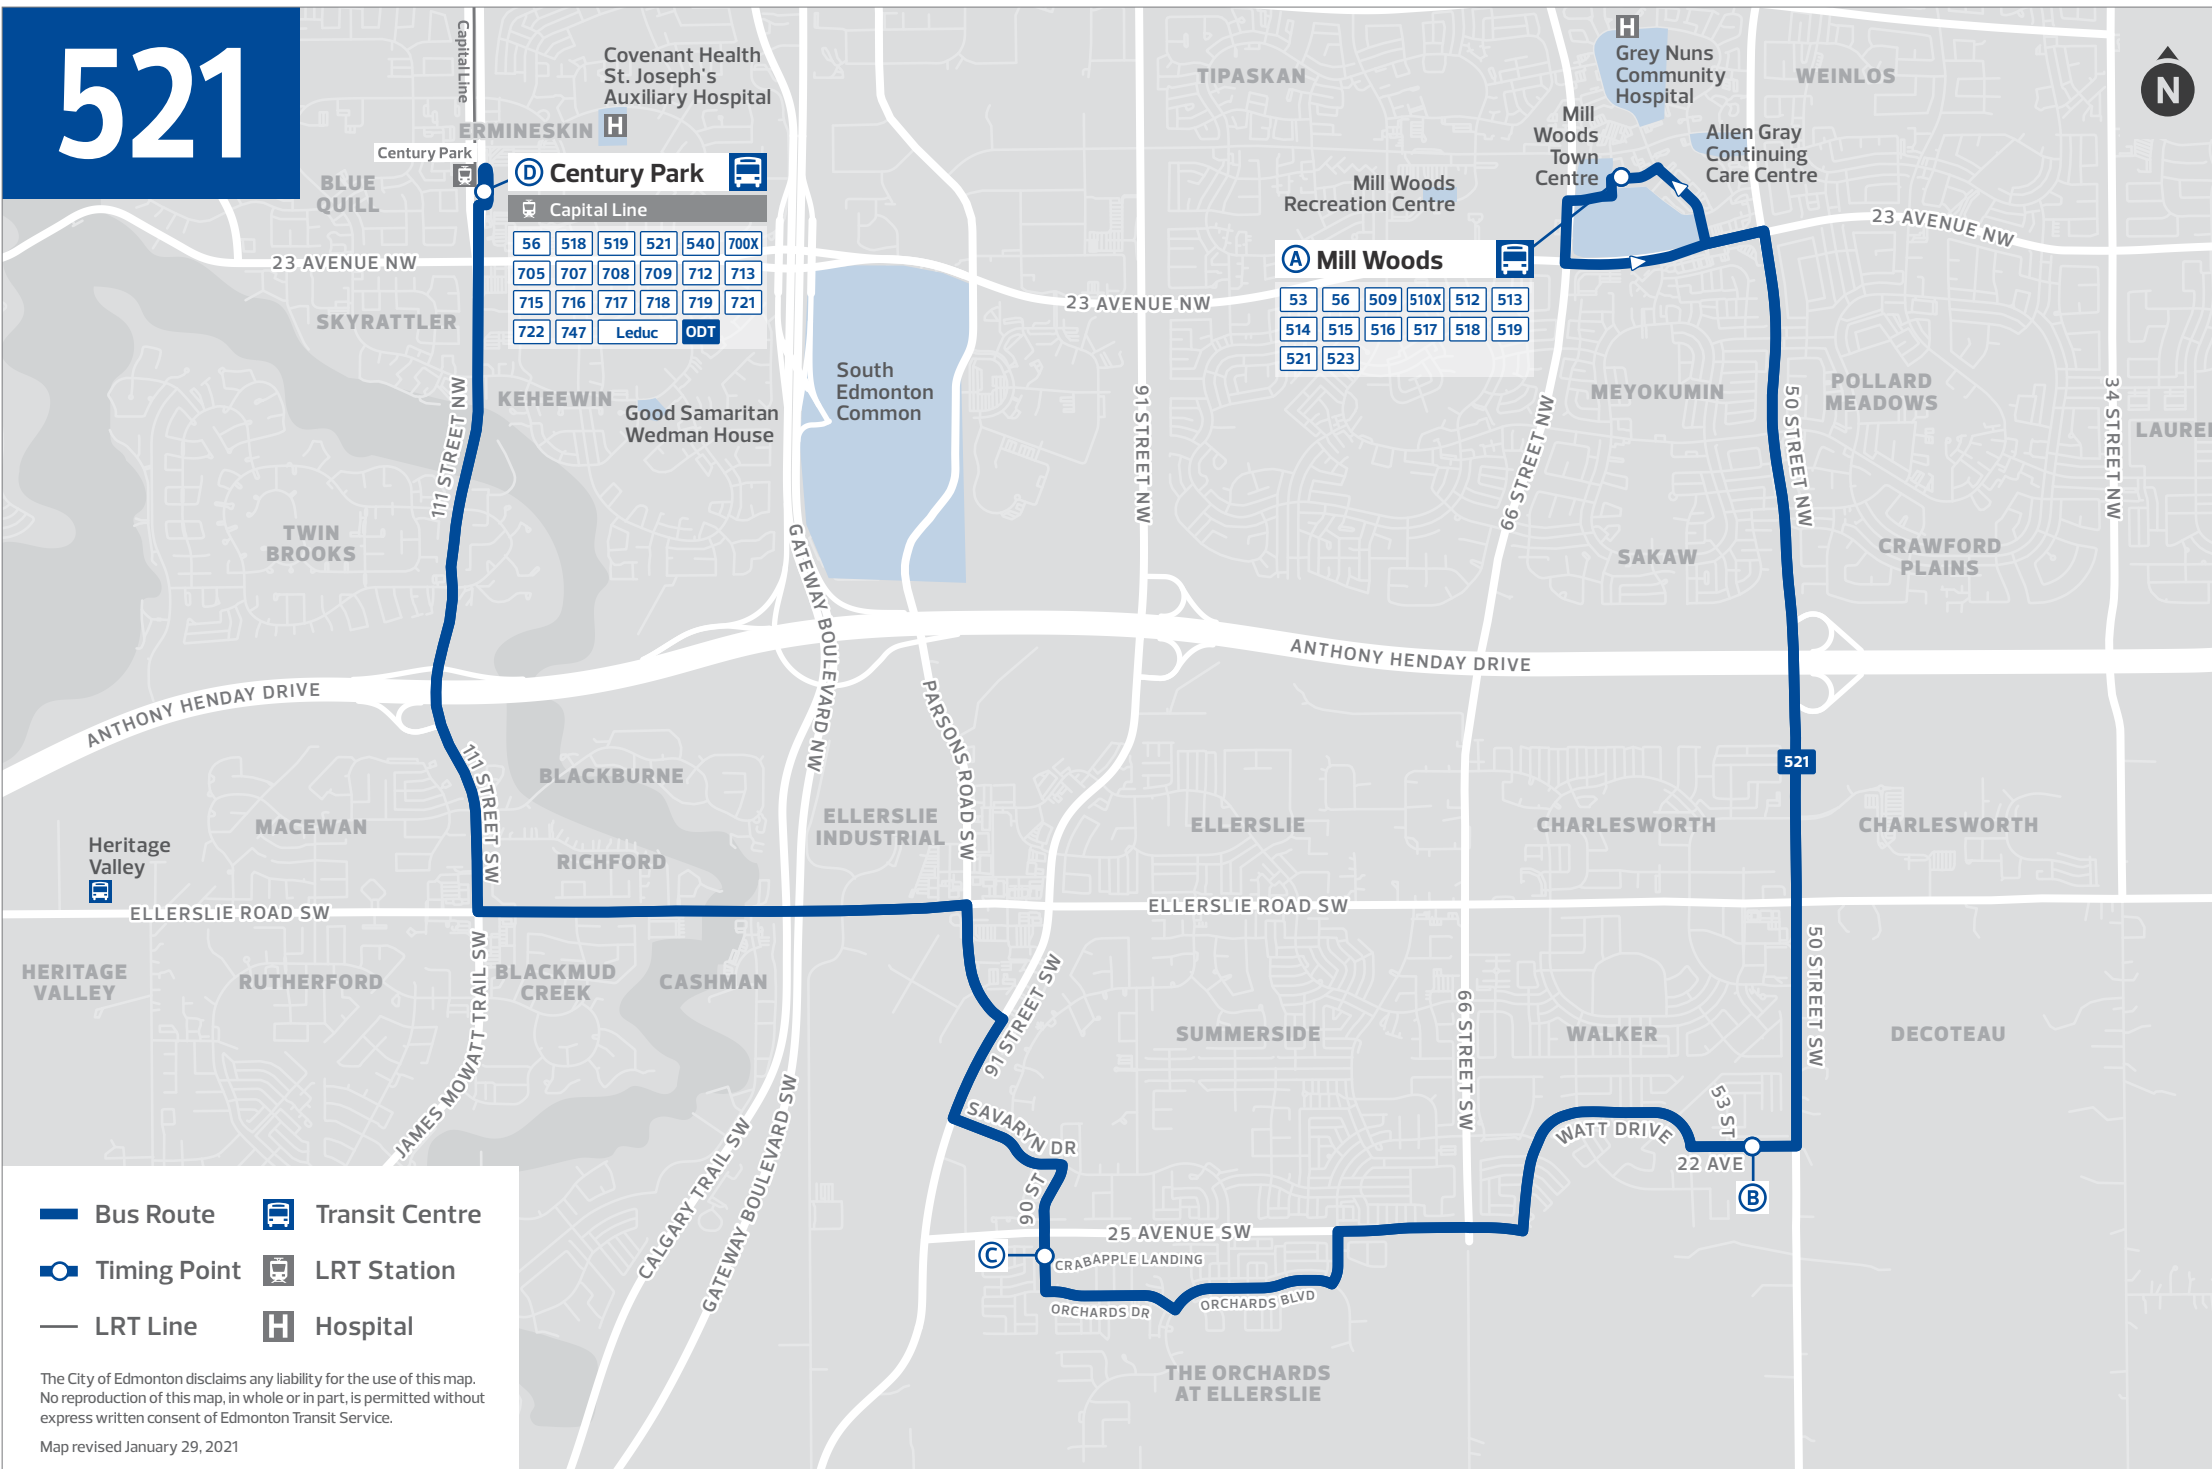 521
Capital Line
Covenant Health
St. Joseph's
Auxiliary Hospital
H
ERMINESKIN
Century Park
BLUE
QUILL
D Century Park
Capital Line
56 518 519 521 540 700X
705 707 708 709 712 713
715 716 717 718 719 721
722 747 Leduc ODT
23 AVENUE NW
SKYRATTLER
KEHEEWIN
Good Samaritan
Wedman House
South
Edmonton
Common
111 STREET NW
TWIN
BROOKS
TIPASKAN
H
Grey Nuns
Community
Hospital
WEINLOS
N
Mill
Woods
Town
Centre
Allen Gray
Continuing
Care Centre
Mill Woods
Recreation Centre
23 AVENUE NW
23 AVENUE NW
A Mill Woods
53 56 509 510X 512 513
514 515 516 517 518 519
521 523
91 STREET NW
66 STREET NW
MEYOKUMIN
50 STREET NW
POLLARD
MEADOWS
34 STREET NW
SAKAW
CRAWFORD
PLAINS
GATEWAY BOULEVARD NW
ANTHONY HENDAY DRIVE
ANTHONY HENDAY DRIVE
PARSONS ROAD SW
111 STREET SW
BLACKBURNE
521
MACEWAN
ELLERSLIE
INDUSTRIAL
ELLERSLIE
CHARLESWORTH
CHARLESWORTH
Heritage
Valley
RICHFORD
ELLERSLIE ROAD SW
ELLERSLIE ROAD SW
HERITAGE
VALLEY
RUTHERFORD
JAMES MOWATT TRAIL SW
BLACKMUD
CREEK
CASHMAN
91 STREET SW
SUMMERSIDE
66 STREET SW
WALKER
50 STREET SW
DECOTEAU
SAVARYN DR
53 ST
WATT DRIVE
22 AVE
B
90 ST
25 AVENUE SW
C
CRABAPPLE LANDING
ORCHARDS DR
ORCHARDS BLVD
CALGARY TRAIL SW
GATEWAY BOULEVARD SW
THE ORCHARDS
AT ELLERSLIE
Bus Route
Transit Centre
Timing Point
LRT Station
LRT Line
H Hospital
The City of Edmonton disclaims any liability for the use of this map.
No reproduction of this map, in whole or in part, is permitted without
express written consent of Edmonton Transit Service.
Map revised January 29, 2021